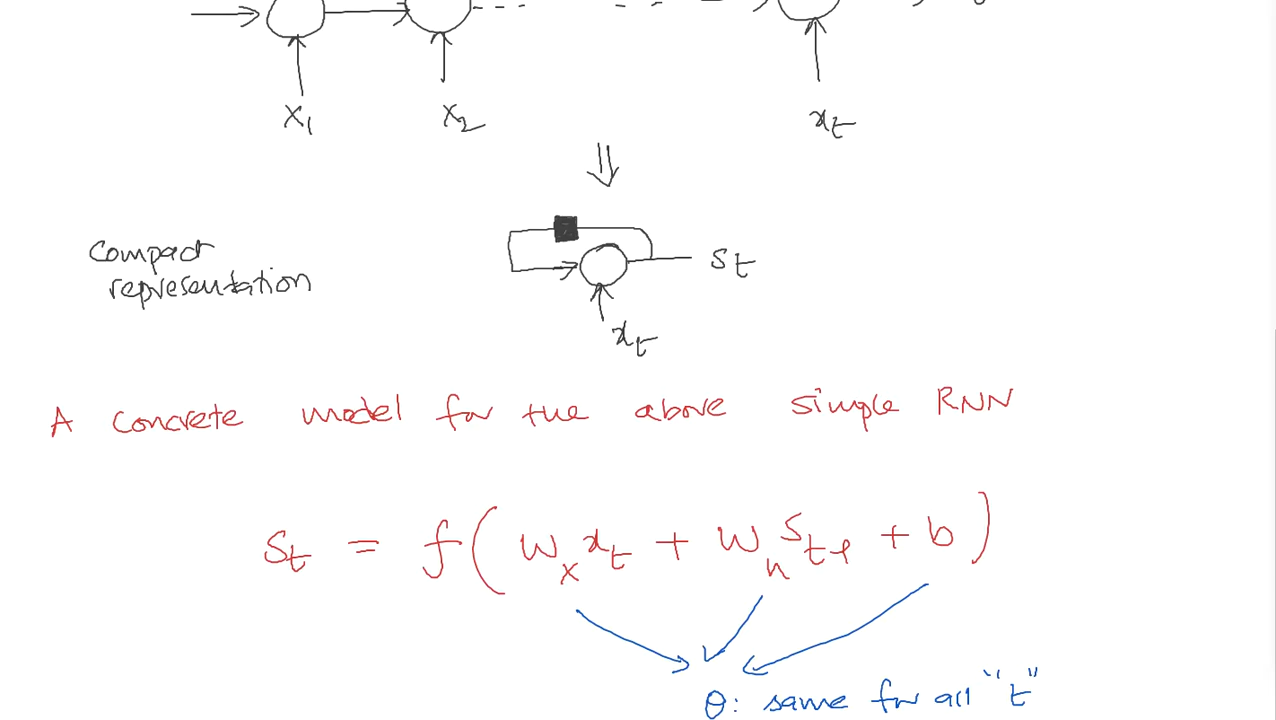 x₁ x₂ xₜ
Compact
representation
sₜ
xₜ
A concrete model for the above simple RNN
sₜ = f( wₓ xₜ + wₕ sₜ₋₁ + b )
θ: same for all "t"